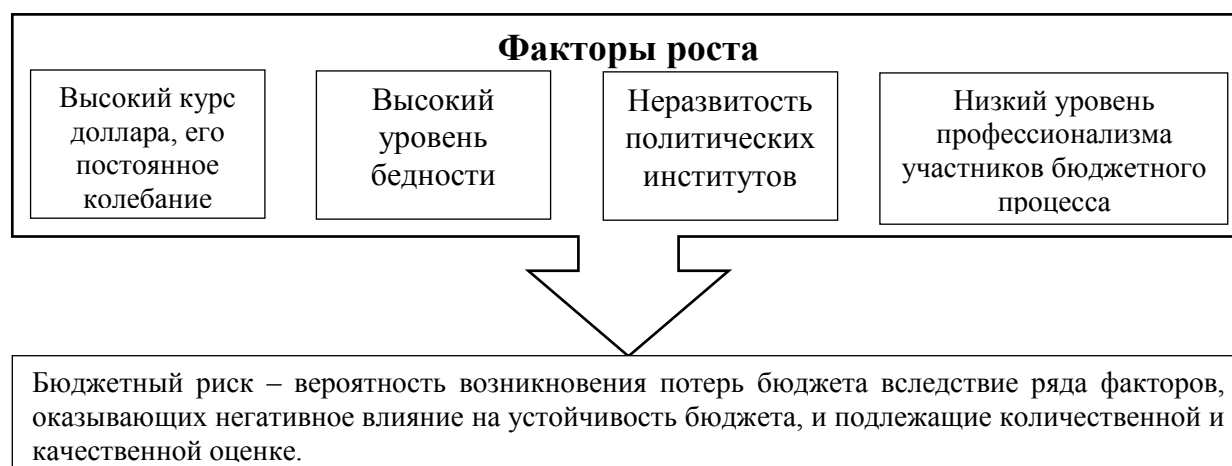 Факторы роста
Высокий курс
доллара, его
постоянное
колебание
Высокий
уровень
бедности
Неразвитость
политических
институтов
Низкий уровень
профессионализма
участников бюджетного
процесса
Бюджетный риск – вероятность возникновения потерь бюджета вследствие ряда факторов,
оказывающих негативное влияние на устойчивость бюджета, и подлежащие количественной и
качественной оценке.